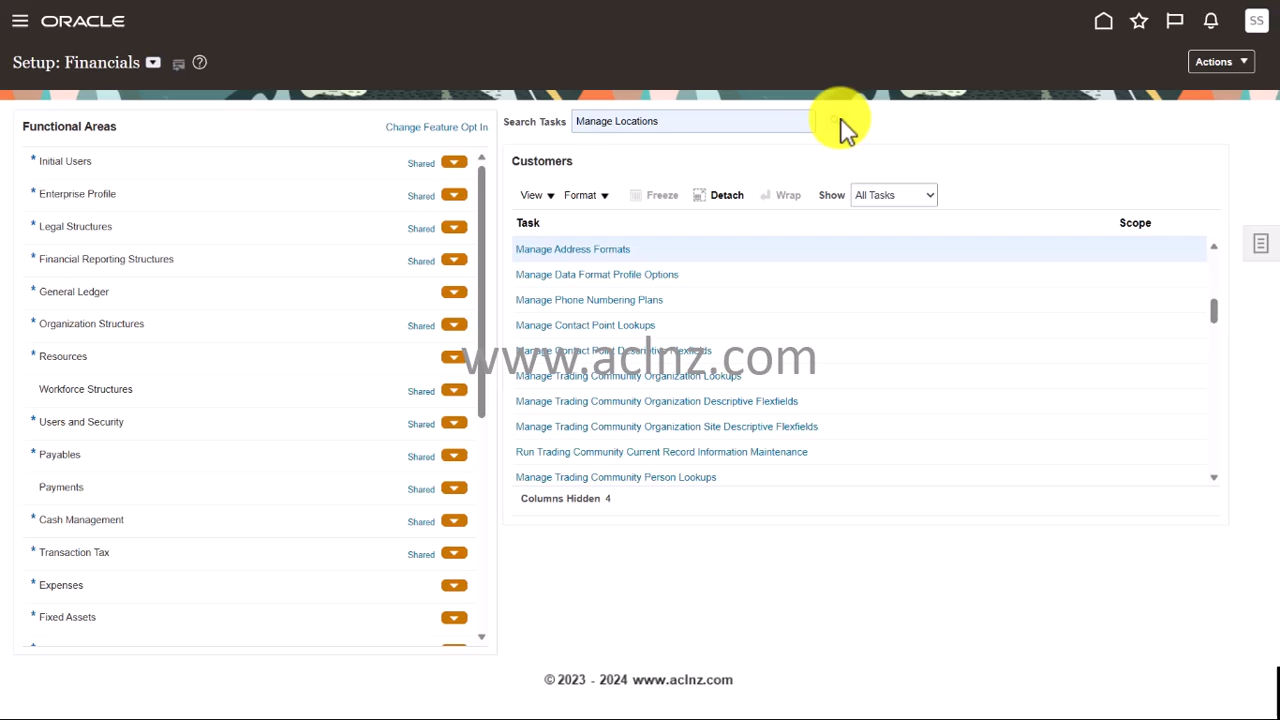 ORACLE
SS
Setup: Financials
Actions
Functional Areas
Change Feature Opt In
* Initial Users Shared
* Enterprise Profile Shared
* Legal Structures Shared
* Financial Reporting Structures Shared
* General Ledger
* Organization Structures Shared
* Resources
Workforce Structures Shared
* Users and Security Shared
* Payables Shared
Payments Shared
* Cash Management Shared
* Transaction Tax Shared
* Expenses
* Fixed Assets
Search Tasks Manage Locations
Customers
View Format Freeze Detach Wrap Show All Tasks
Task Scope
Manage Address Formats
Manage Data Format Profile Options
Manage Phone Numbering Plans
Manage Contact Point Lookups
Manage Contact Point Descriptive Flexfields
www.aclnz.com
Manage Trading Community Organization Lookups
Manage Trading Community Organization Descriptive Flexfields
Manage Trading Community Organization Site Descriptive Flexfields
Run Trading Community Current Record Information Maintenance
Manage Trading Community Person Lookups
Columns Hidden 4
© 2023 - 2024 www.aclnz.com